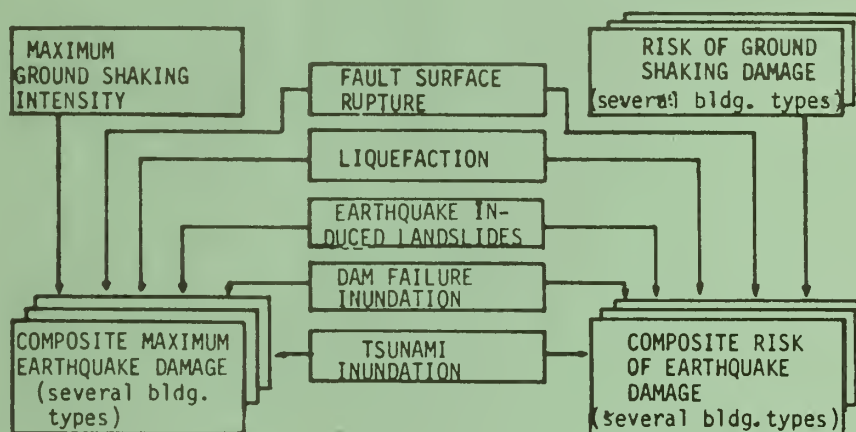 MAXIMUM
GROUND SHAKING
INTENSITY
FAULT SURFACE
RUPTURE
RISK OF GROUND
SHAKING DAMAGE
(several bldg. types)
LIQUEFACTION
EARTHQUAKE IN-
DUCED LANDSLIDES
DAM FAILURE
INUNDATION
COMPOSITE MAXIMUM
EARTHQUAKE DAMAGE
(several bldg.
types)
TSUNAMI
INUNDATION
COMPOSITE RISK
OF EARTHQUAKE
DAMAGE
(several bldg. types)